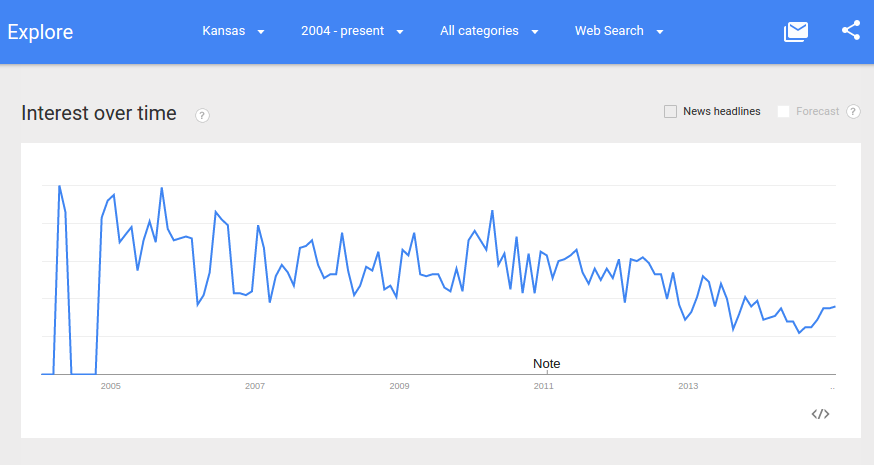 Explore Kansas 2004 - present All categories Web Search
Interest over time ? News headlines Forecast ?
Note
2005 2007 2009 2011 2013 ..
</>